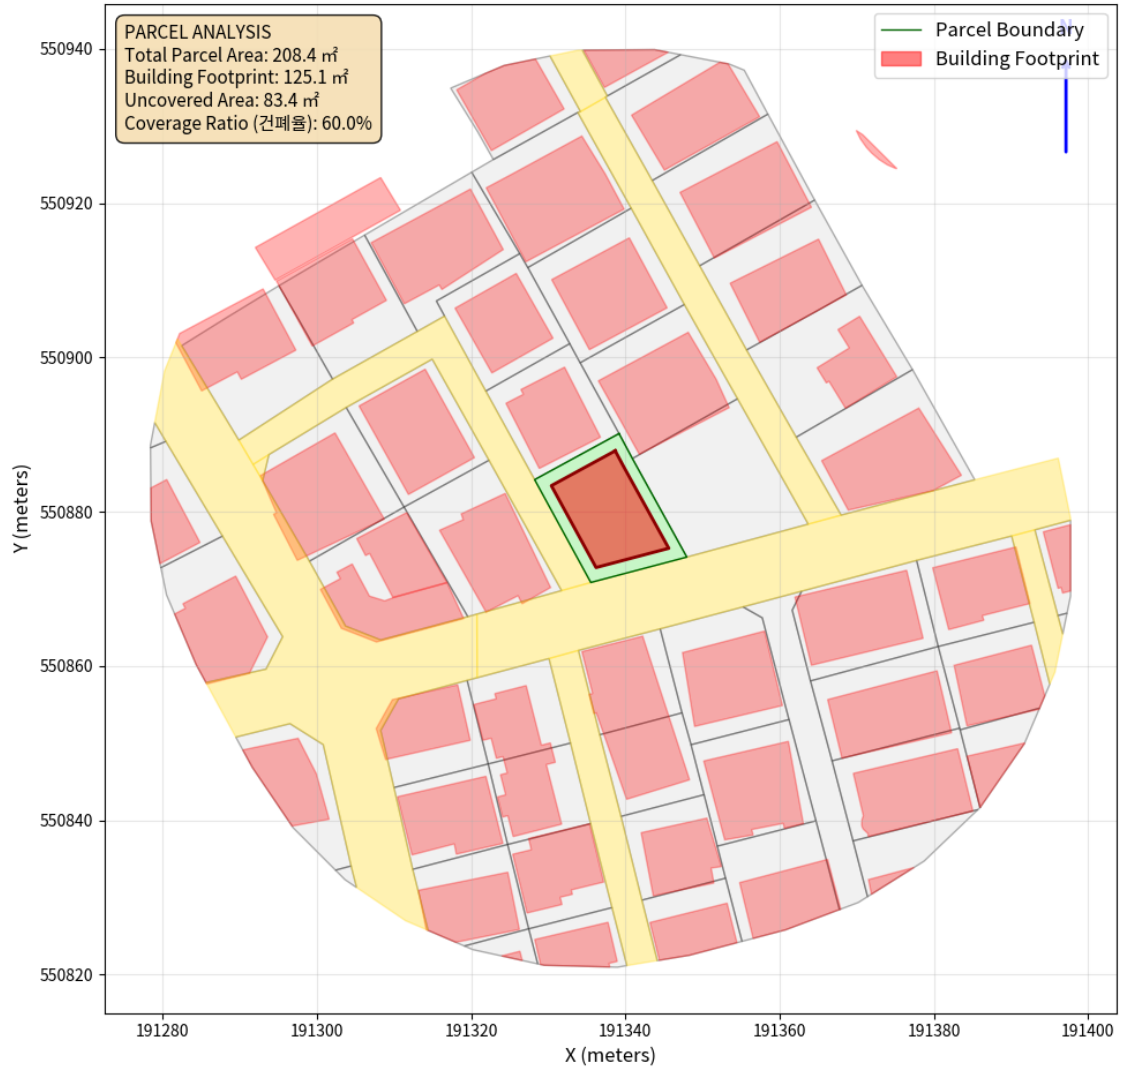 PARCEL ANALYSIS
Total Parcel Area: 208.4 ㎡
Building Footprint: 125.1 ㎡
Uncovered Area: 83.4 ㎡
Coverage Ratio (건폐율): 60.0%
N
Parcel Boundary
Building Footprint
550940
550920
550900
550880
550860
550840
550820
Y (meters)
191280 191300 191320 191340 191360 191380 191400
X (meters)